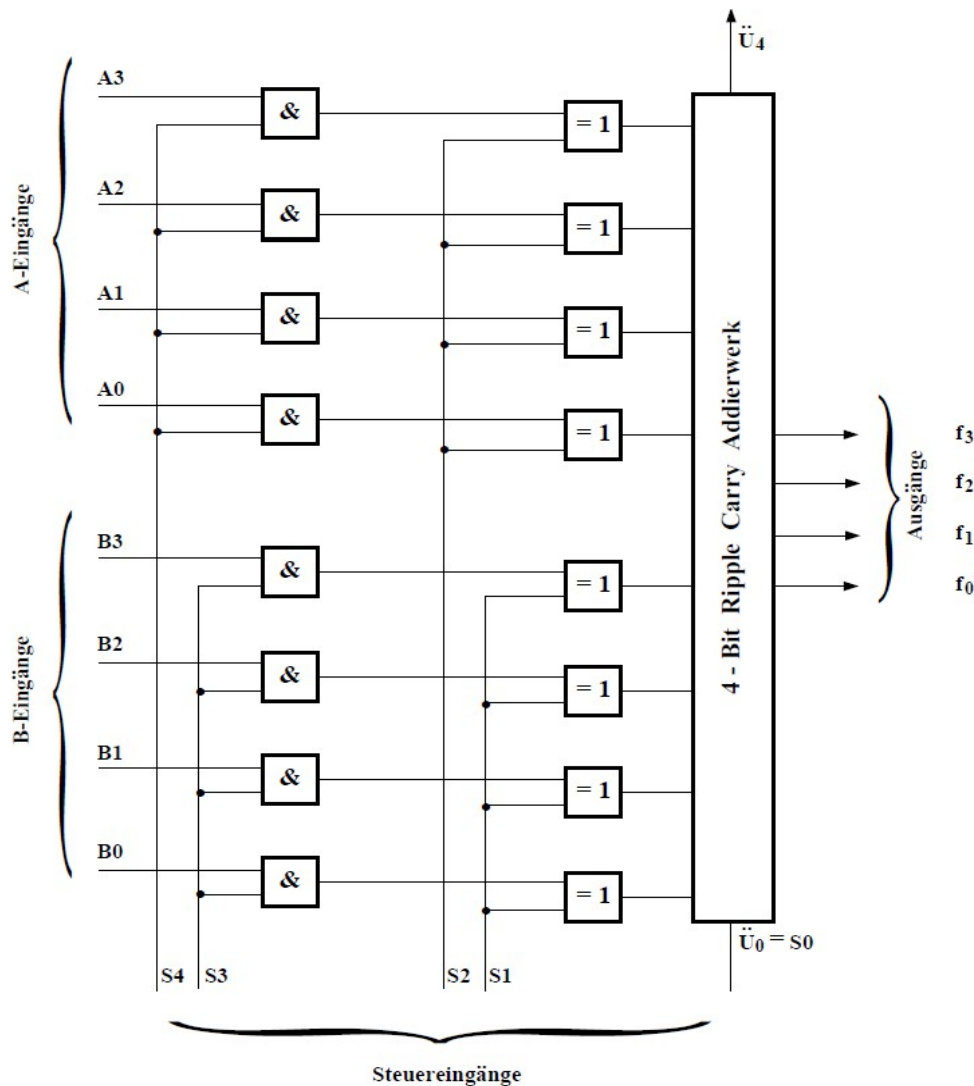 Ü4
A-Eingänge
A3
&
= 1
A2
&
= 1
A1
&
= 1
A0
&
= 1
B-Eingänge
B3
&
= 1
B2
&
= 1
B1
&
= 1
B0
&
= 1
4 - Bit Ripple Carry Addierwerk
Ausgänge
f3
f2
f1
f0
Ü0 = S0
S4
S3
S2
S1
Steuereingänge